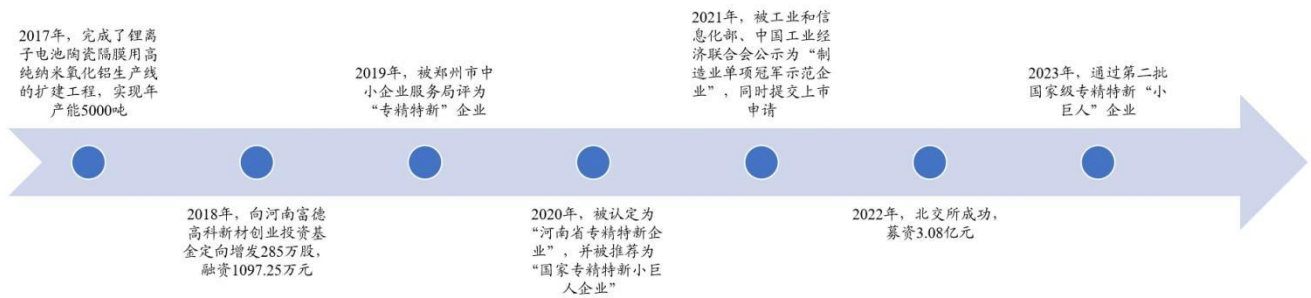 2017年，完成了锂离
子电池陶瓷隔膜用高
纯纳米氧化铝生产线
的扩建工程，实现年
产能5000吨
2018年，向河南富德
高科新材创业投资基
金定向增发285万股，
融资1097.25万元
2019年，被郑州市中
小企业服务局评为
“专精特新”企业
2020年，被认定为
“河南省专精特新企
业”，并被推荐为
“国家专精特新小巨
人企业”
2021年，被工业和信
息化部、中国工业经
济联合会公示为“制
造业单项冠军示范企
业”，同时提交上市
申请
2022年，北交所成功，
募资3.08亿元
2023年，通过第二批
国家级专精特新“小
巨人”企业